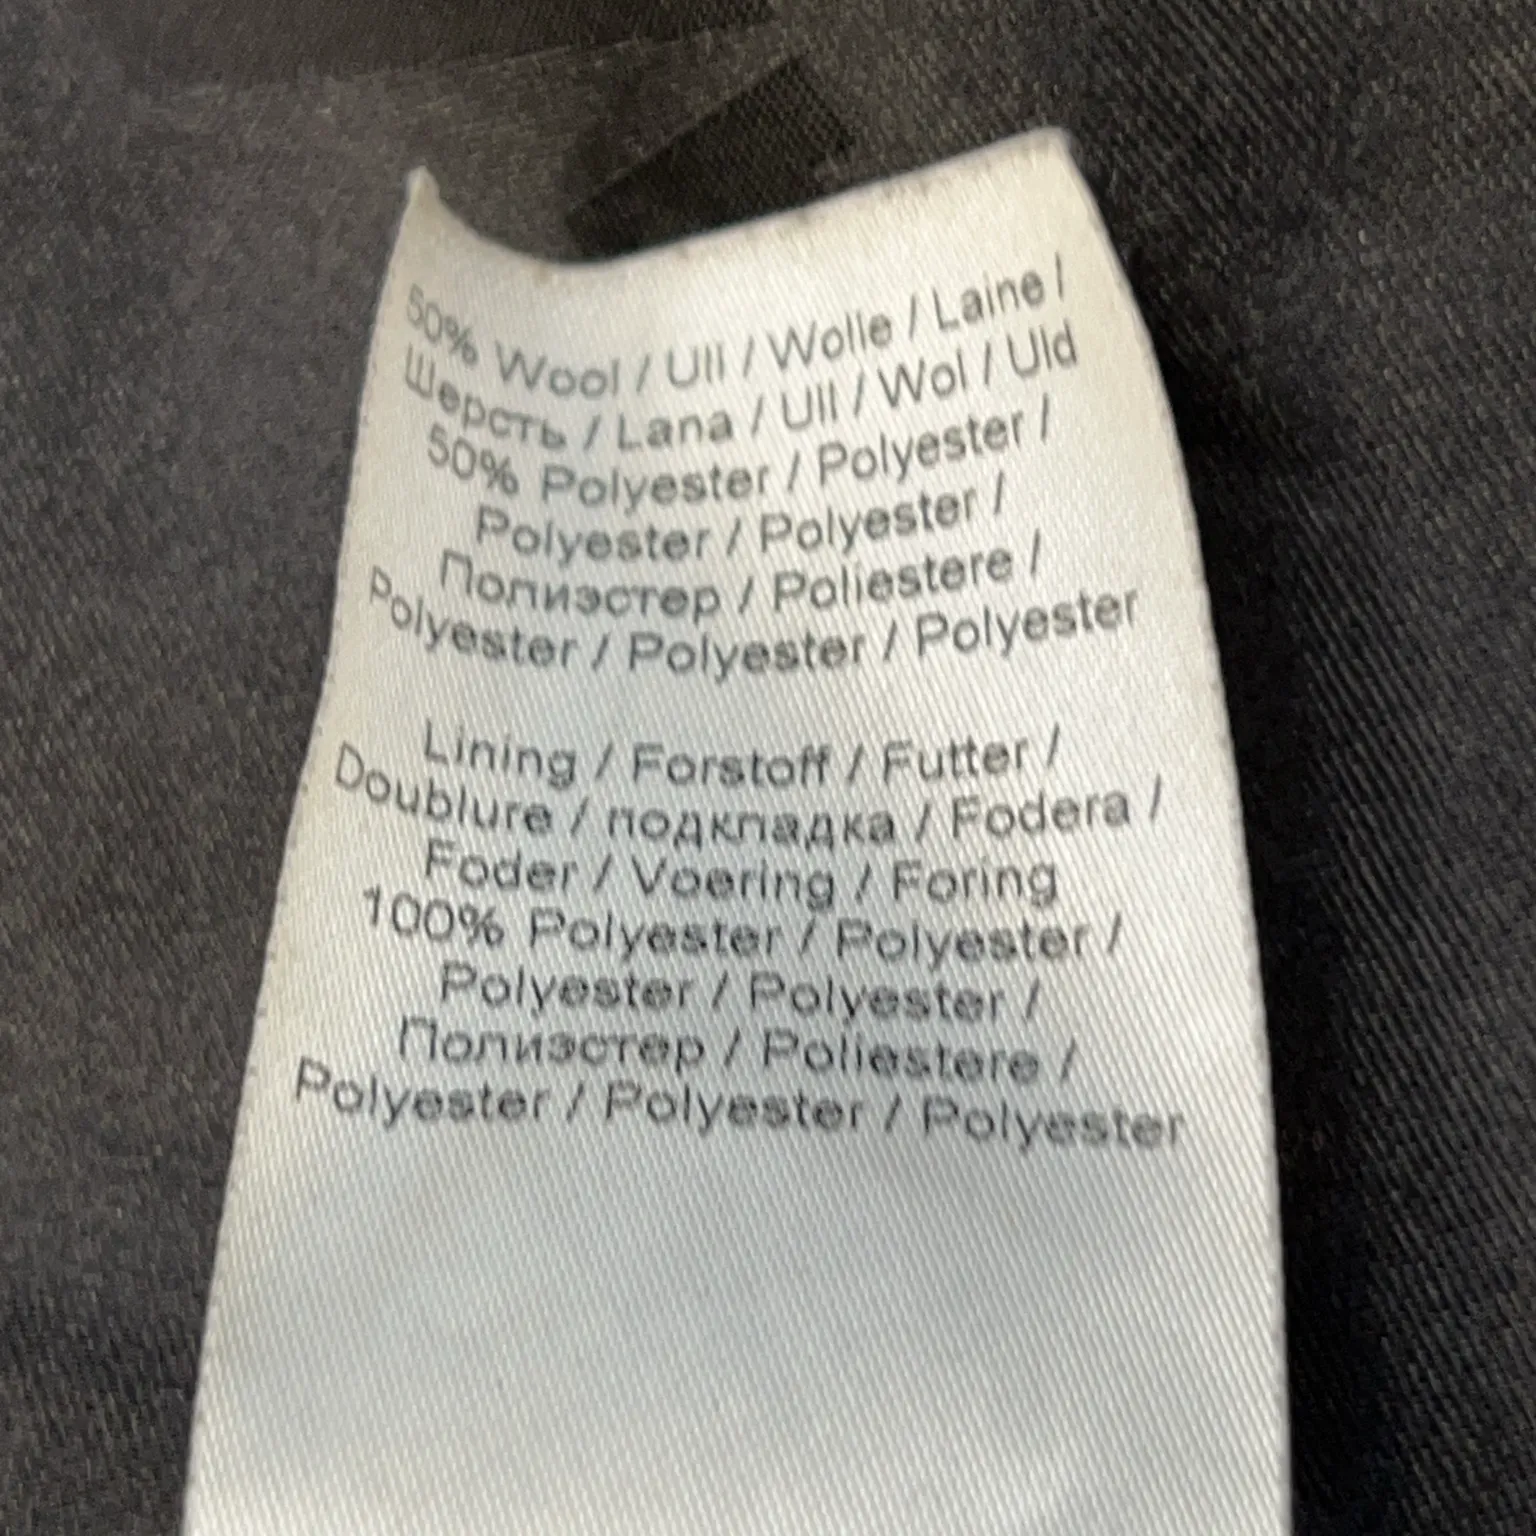 50% Wool / Ull / Wolle / Laine /
Шерсть / Lana / Ull / Wol / Uld
50% Polyester / Polyester /
Polyester / Polyester /
Полиэстер / Poliestere /
Polyester / Polyester / Polyester
Lining / Forstoff / Futter /
Doublure / подкладка / Fodera /
Foder / Voering / Foring
100% Polyester / Polyester /
Polyester / Polyester /
Полиэстер / Poliestere /
Polyester / Polyester / Polyester